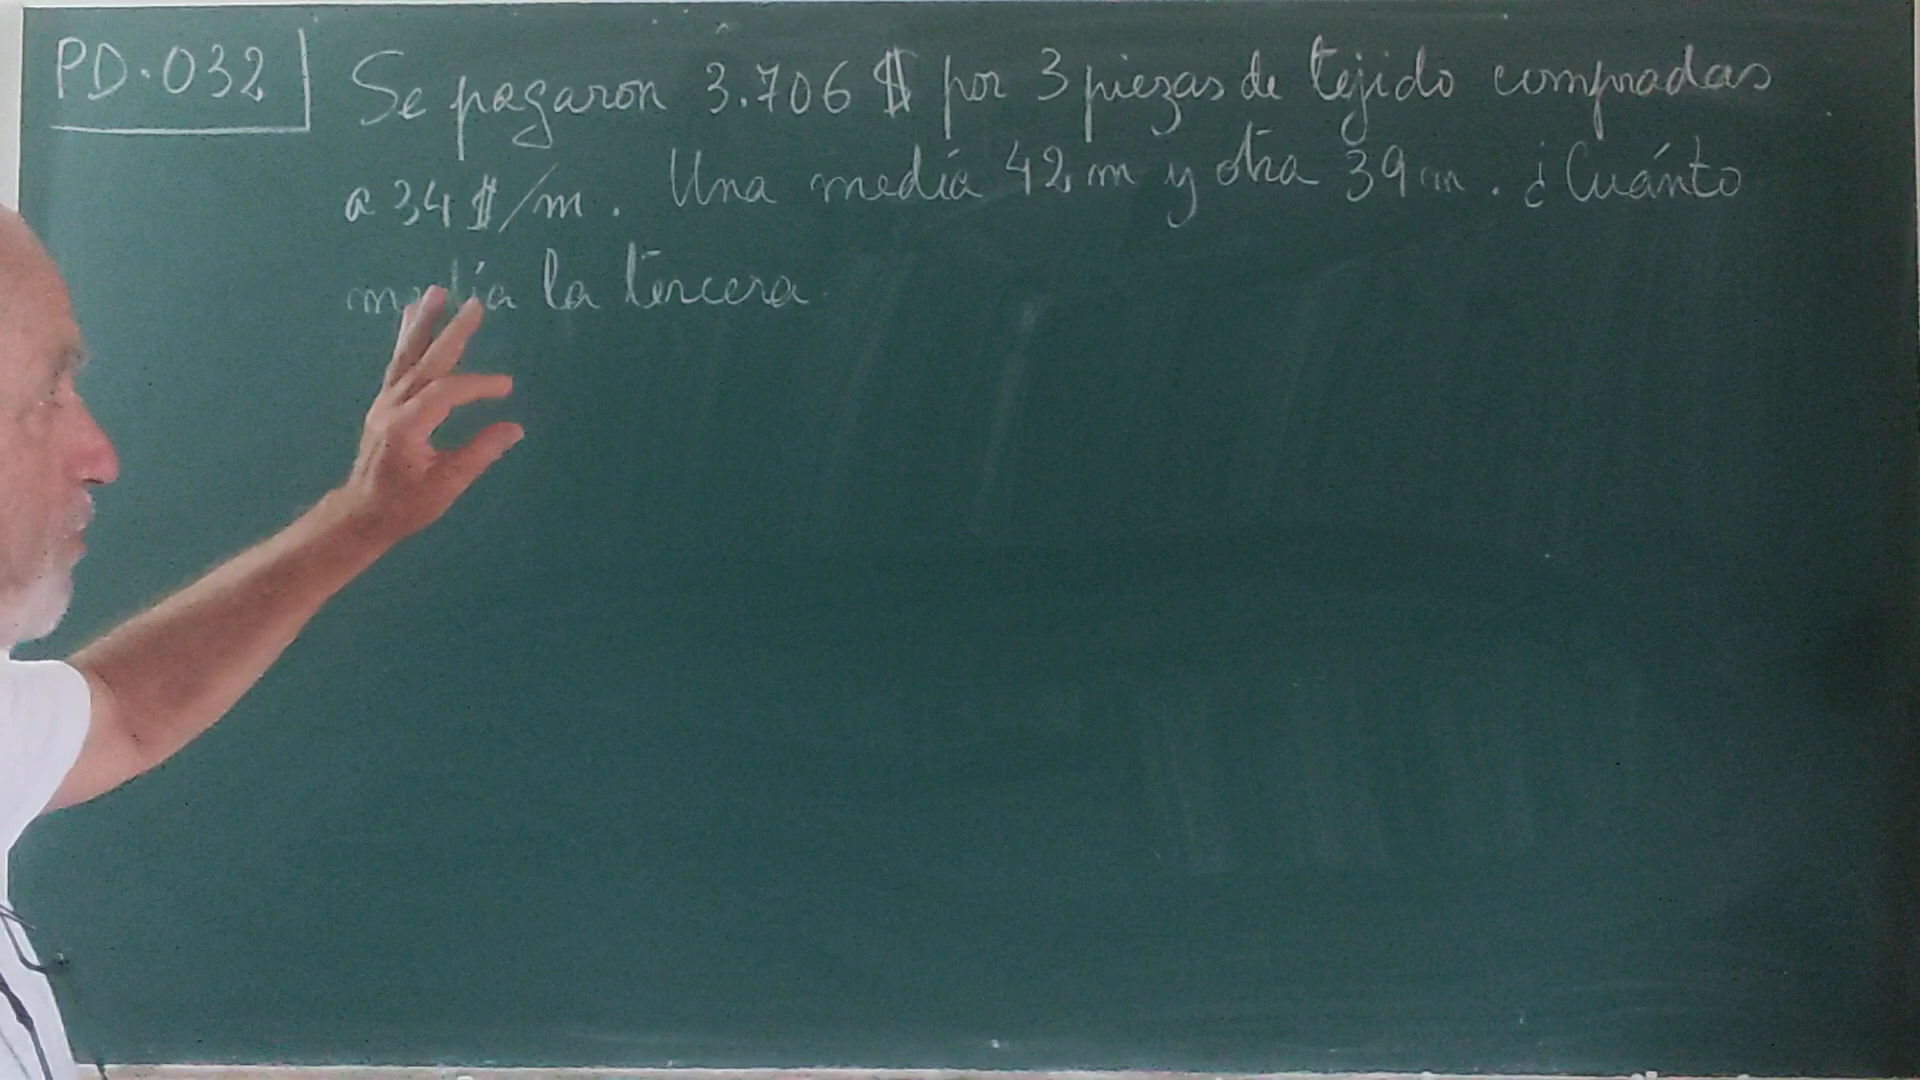 PD.032
Se pagaron 3.706 $ por 3 piezas de tejido compradas
a 34 $/m. Una medía 42 m y otra 39 m. ¿Cuánto
medía la tercera